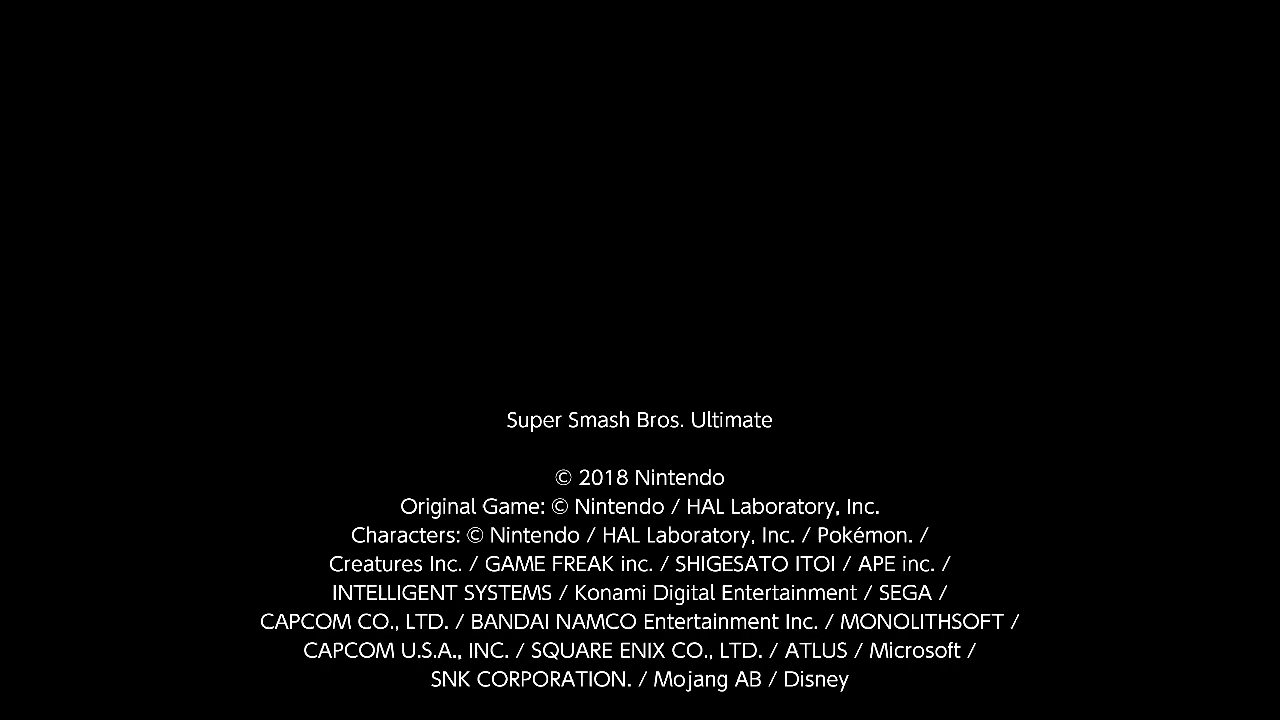 Super Smash Bros. Ultimate
© 2018 Nintendo
Original Game: © Nintendo / HAL Laboratory, Inc.
Characters: © Nintendo / HAL Laboratory, Inc. / Pokémon. /
Creatures Inc. / GAME FREAK inc. / SHIGESATO ITOI / APE inc. /
INTELLIGENT SYSTEMS / Konami Digital Entertainment / SEGA /
CAPCOM CO., LTD. / BANDAI NAMCO Entertainment Inc. / MONOLITHSOFT /
CAPCOM U.S.A., INC. / SQUARE ENIX CO., LTD. / ATLUS / Microsoft /
SNK CORPORATION. / Mojang AB / Disney